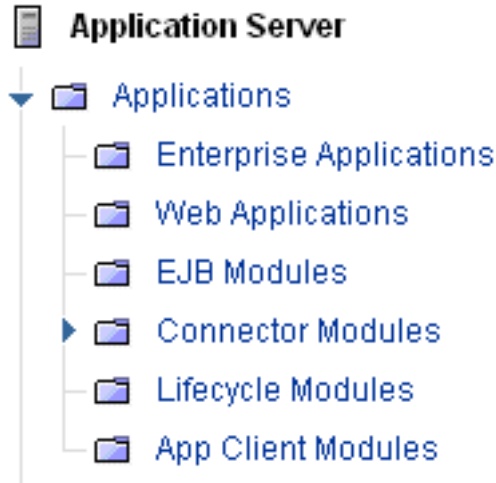 Application Server
Applications
Enterprise Applications
Web Applications
EJB Modules
Connector Modules
Lifecycle Modules
App Client Modules